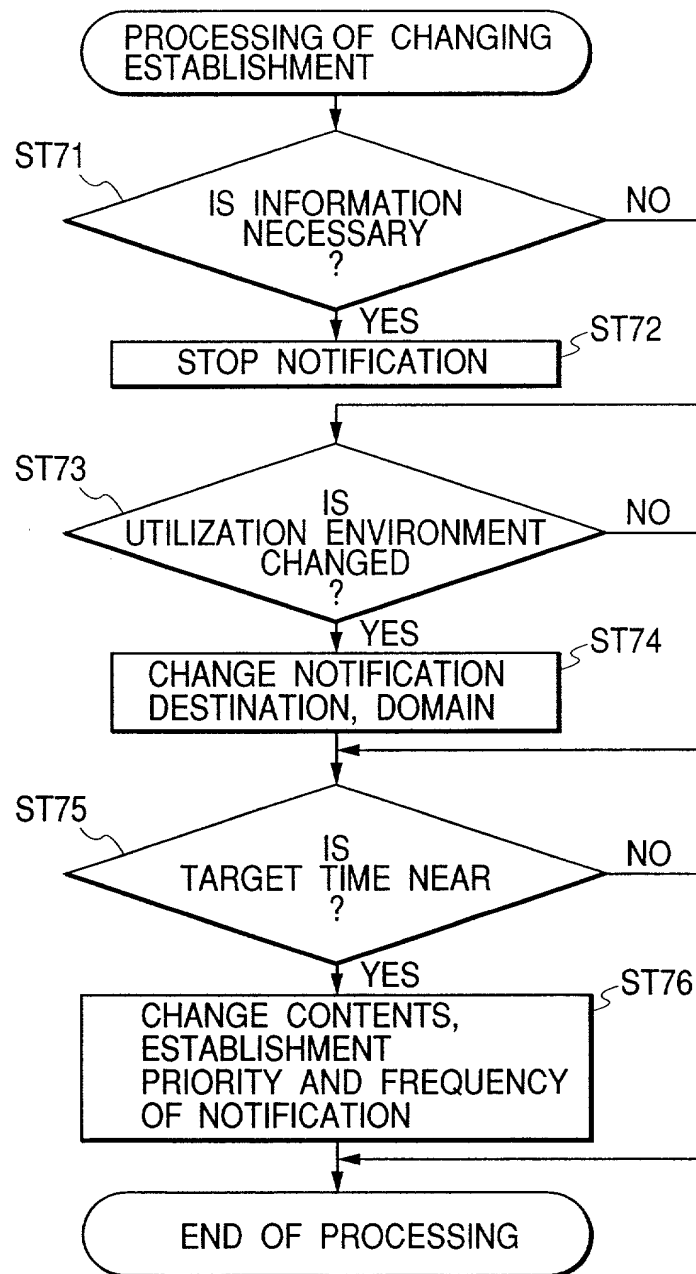 PROCESSING OF CHANGING
ESTABLISHMENT
ST71
IS INFORMATION
NECESSARY
?
NO
YES
ST72
STOP NOTIFICATION
ST73
IS
UTILIZATION ENVIRONMENT
CHANGED
?
NO
YES
ST74
CHANGE NOTIFICATION
DESTINATION, DOMAIN
ST75
IS
TARGET TIME NEAR
?
NO
YES
ST76
CHANGE CONTENTS,
ESTABLISHMENT
PRIORITY AND FREQUENCY
OF NOTIFICATION
END OF PROCESSING